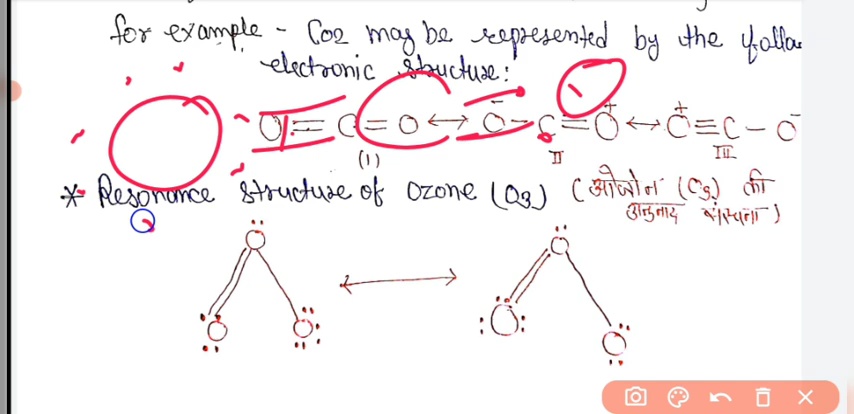 for example - CO2 may be represented by the follo
electronic structure:
O=C=O ↔ O⁻-C≡O⁺ ↔ O⁺≡C-O⁻
(1) II III
* Resonance structure of Ozone (O3) (ओजोन (O3) की
अनुनाद संरचना)
O O
O O O O